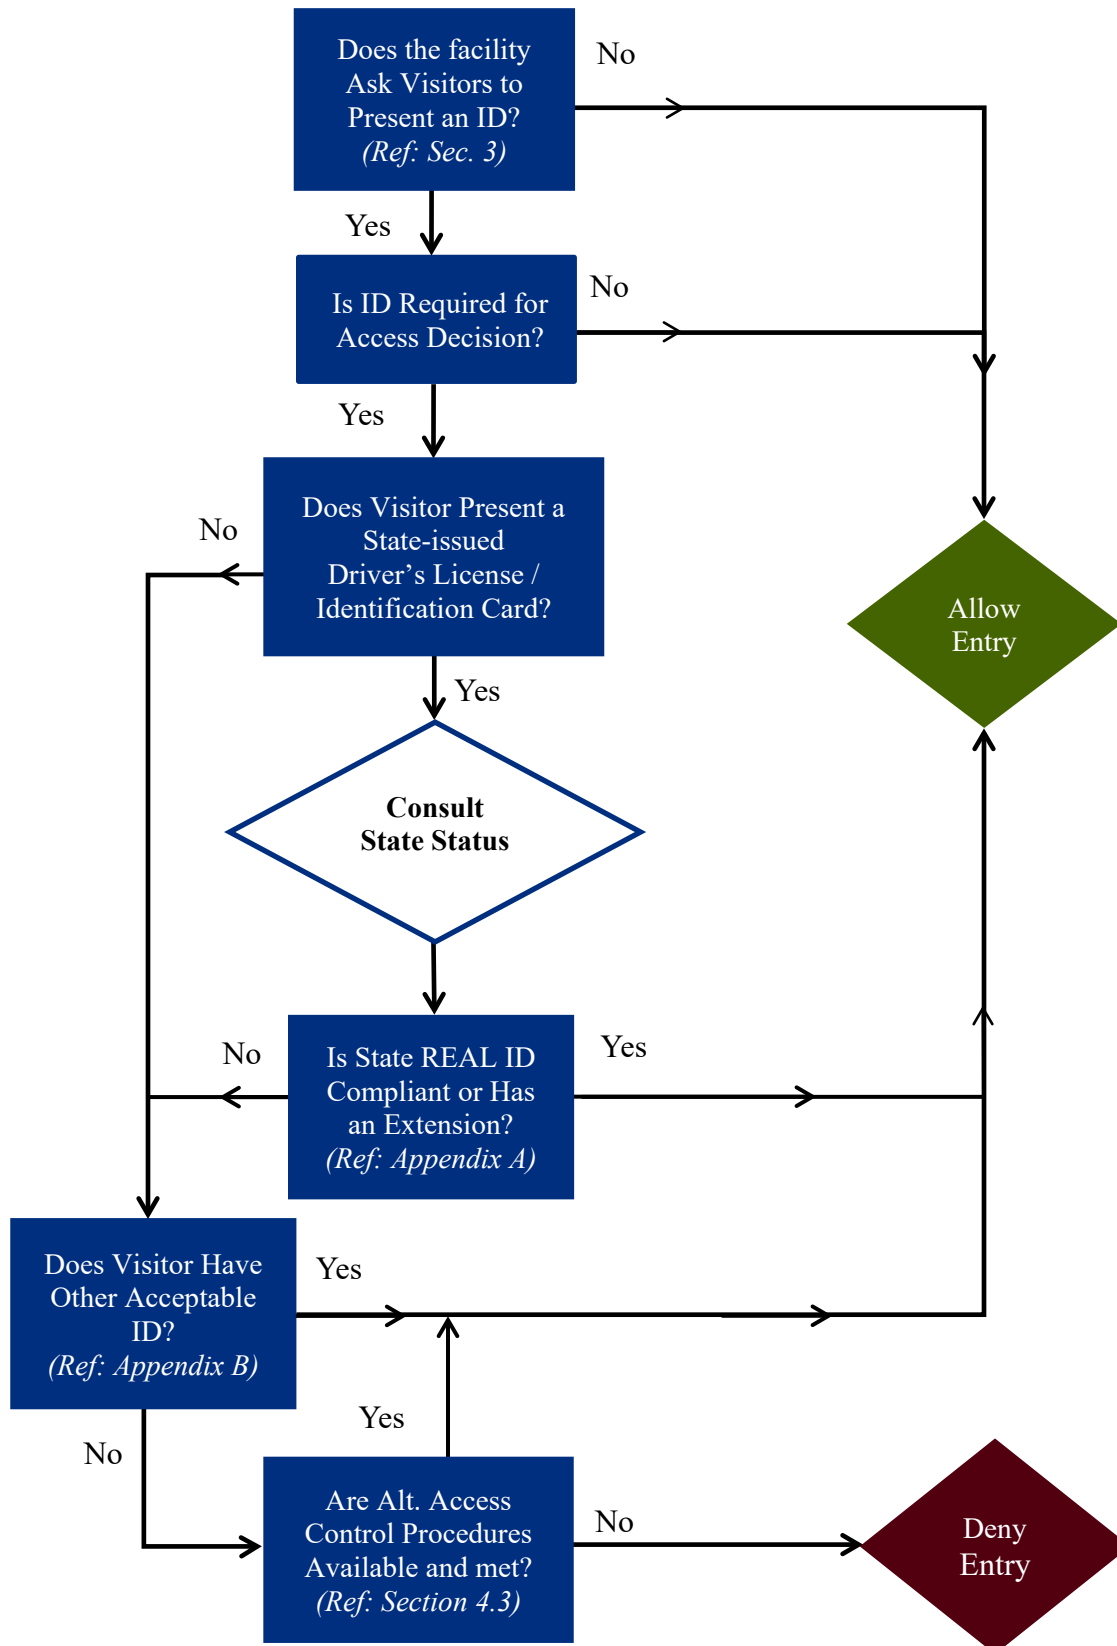 Does the facility
Ask Visitors to
Present an ID?
(Ref: Sec. 3)
No
Yes
Is ID Required for
Access Decision?
No
Yes
Does Visitor Present a
State-issued
Driver’s License /
Identification Card?
No
Yes
Allow
Entry
Consult
State Status
Is State REAL ID
Compliant or Has
an Extension?
(Ref: Appendix A)
No
Yes
Does Visitor Have
Other Acceptable
ID?
(Ref: Appendix B)
Yes
No
Are Alt. Access
Control Procedures
Available and met?
(Ref: Section 4.3)
Yes
No
Deny
Entry